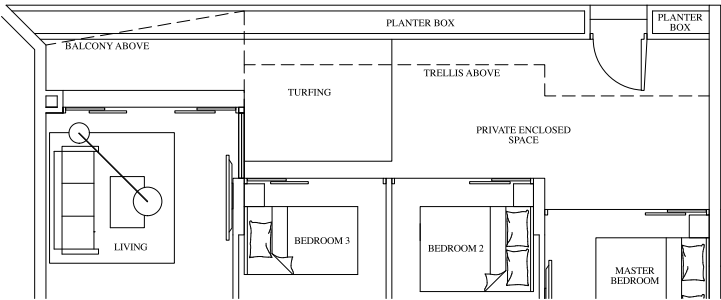 PLANTER BOX
PLANTER
BOX
BALCONY ABOVE
TRELLIS ABOVE
TURFING
PRIVATE ENCLOSED
SPACE
LIVING
BEDROOM 3
BEDROOM 2
MASTER
BEDROOM